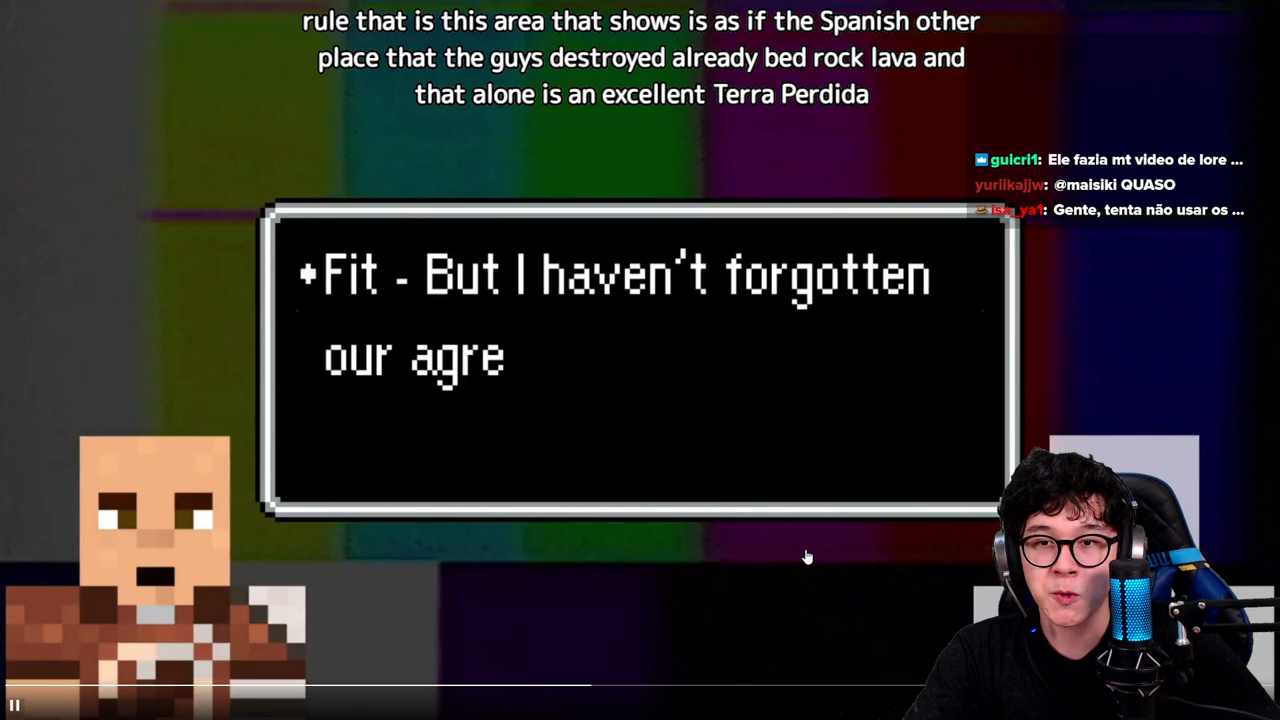 rule that is this area that shows is as if the Spanish other
place that the guys destroyed already bed rock lava and
that alone is an excellent Terra Perdida
guicri1: Ele fazia mt video de lore ...
yuriikajjw: @maisiki QUASO
isa_ya1: Gente, tenta não usar os ...
Fit - But I haven't forgotten
our agre